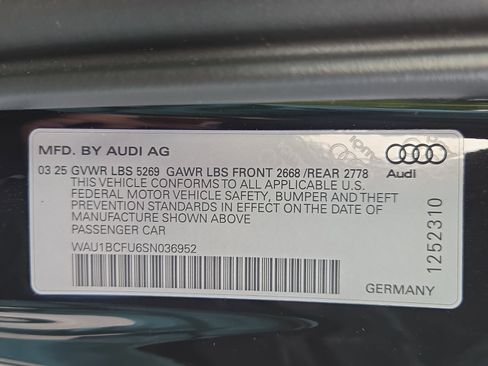 MFD. BY AUDI AG
03 25 GVWR LBS 5269 GAWR LBS FRONT 2668 /REAR 2778
THIS VEHICLE CONFORMS TO ALL APPLICABLE U.S.
FEDERAL MOTOR VEHICLE SAFETY, BUMPER AND THEFT
PREVENTION STANDARDS IN EFFECT ON THE DATE
OF MANUFACTURE SHOWN ABOVE
PASSENGER CAR
WAU1BCFU6SN036952
Audi
1252310
GERMANY